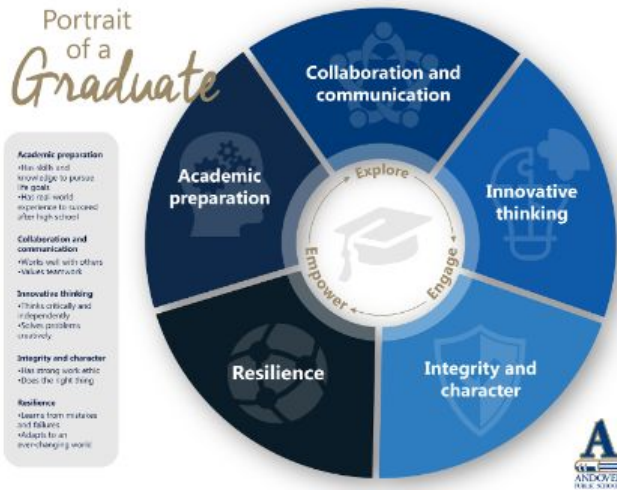 Portrait
of a
Graduate
Academic preparation
•Has skills and
knowledge to pursue
life goals
•Has real-world
experience to succeed
after high school
Collaboration and
communication
•Works well with others
•Values teamwork
Innovative thinking
•Thinks critically and
independently
•Solves problems
creatively
Integrity and character
•Has strong work ethic
•Does the right thing
Resilience
•Learns from mistakes
and failures
•Adapts to an
ever-changing world
Collaboration and
communication
Academic
preparation
Innovative
thinking
Resilience
Integrity and
character
Explore
Engage
Empower
A
ANDOVER
PUBLIC SCHOOLS